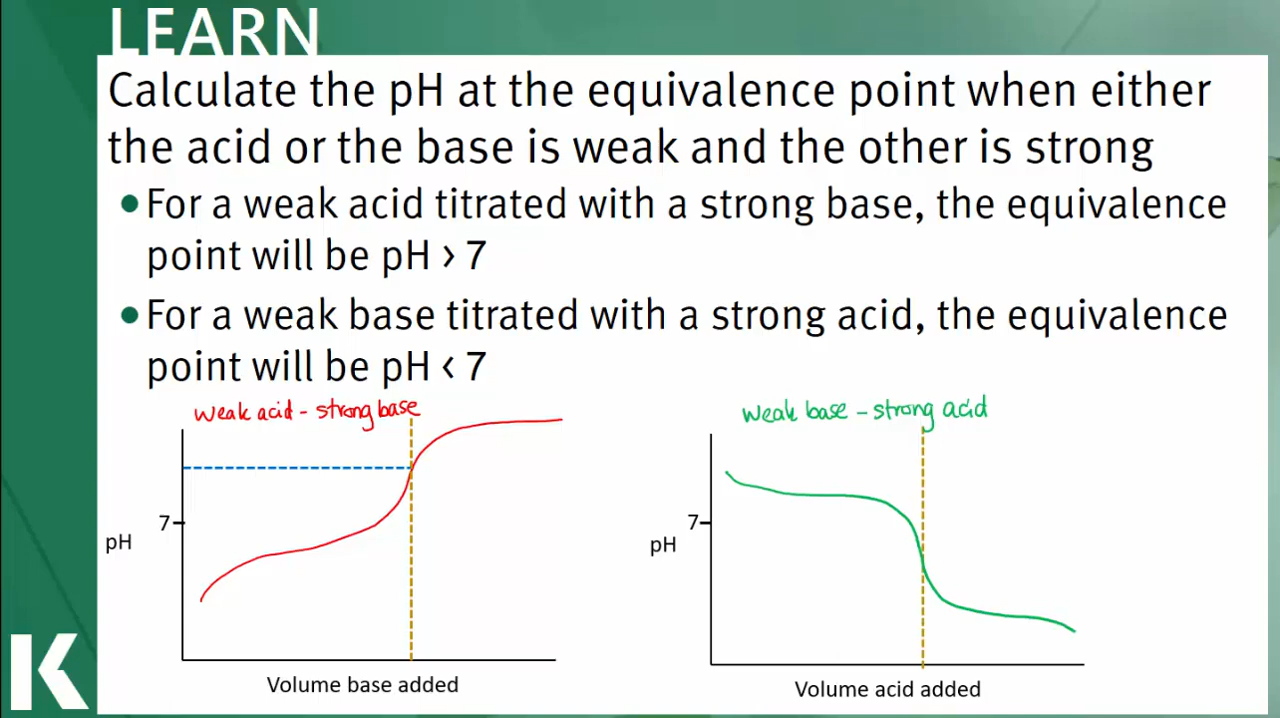 LEARN
Calculate the pH at the equivalence point when either
the acid or the base is weak and the other is strong
•For a weak acid titrated with a strong base, the equivalence
point will be pH > 7
•For a weak base titrated with a strong acid, the equivalence
point will be pH < 7
weak acid - strong base
7
pH
Volume base added
weak base - strong acid
7
pH
Volume acid added
K